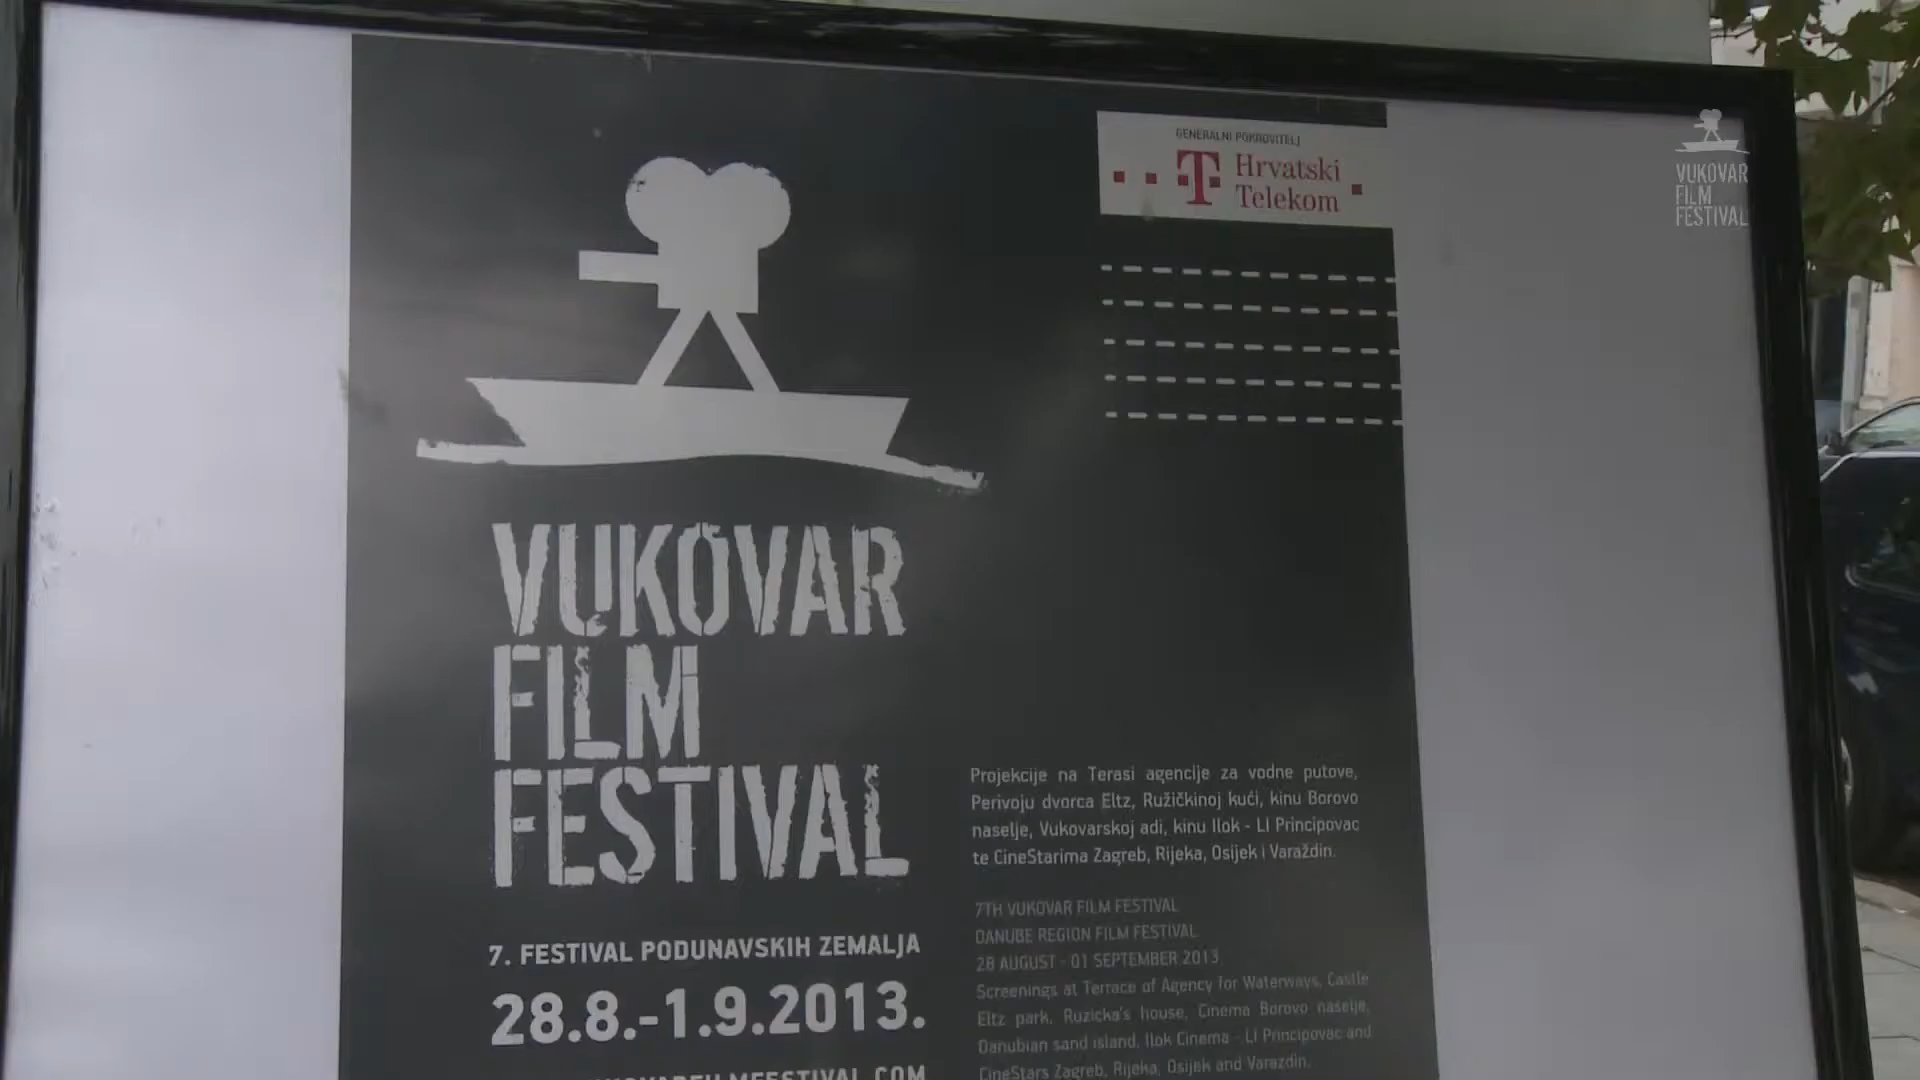 GENERALNI POKROVITELJ
T Hrvatski
Telekom
VUKOVAR
FILM
FESTIVAL
VUKOVAR
FILM
FESTIVAL
7. FESTIVAL PODUNAVSKIH ZEMALJA
28.8.-1.9.2013.
Projekcije na Terasi agencije za vodne putove,
Perivoju dvorca Eltz, Ružičkinoj kući, kinu Borovo
naselje, Vukovarskoj adi, kinu Ilok - LI Principovac
te CineStarima Zagreb, Rijeka, Osijek i Varaždin.
7TH VUKOVAR FILM FESTIVAL
DANUBE REGION FILM FESTIVAL
28 AUGUST - 01 SEPTEMBER 2013
Screenings at Terrace of Agency for Waterways, Castle
Eltz park, Ruzicka's house, Cinema Borovo naselje,
Danubian sand island, Ilok Cinema - LI Principovac and
CineStars Zagreb, Rijeka, Osijek and Varazdin.